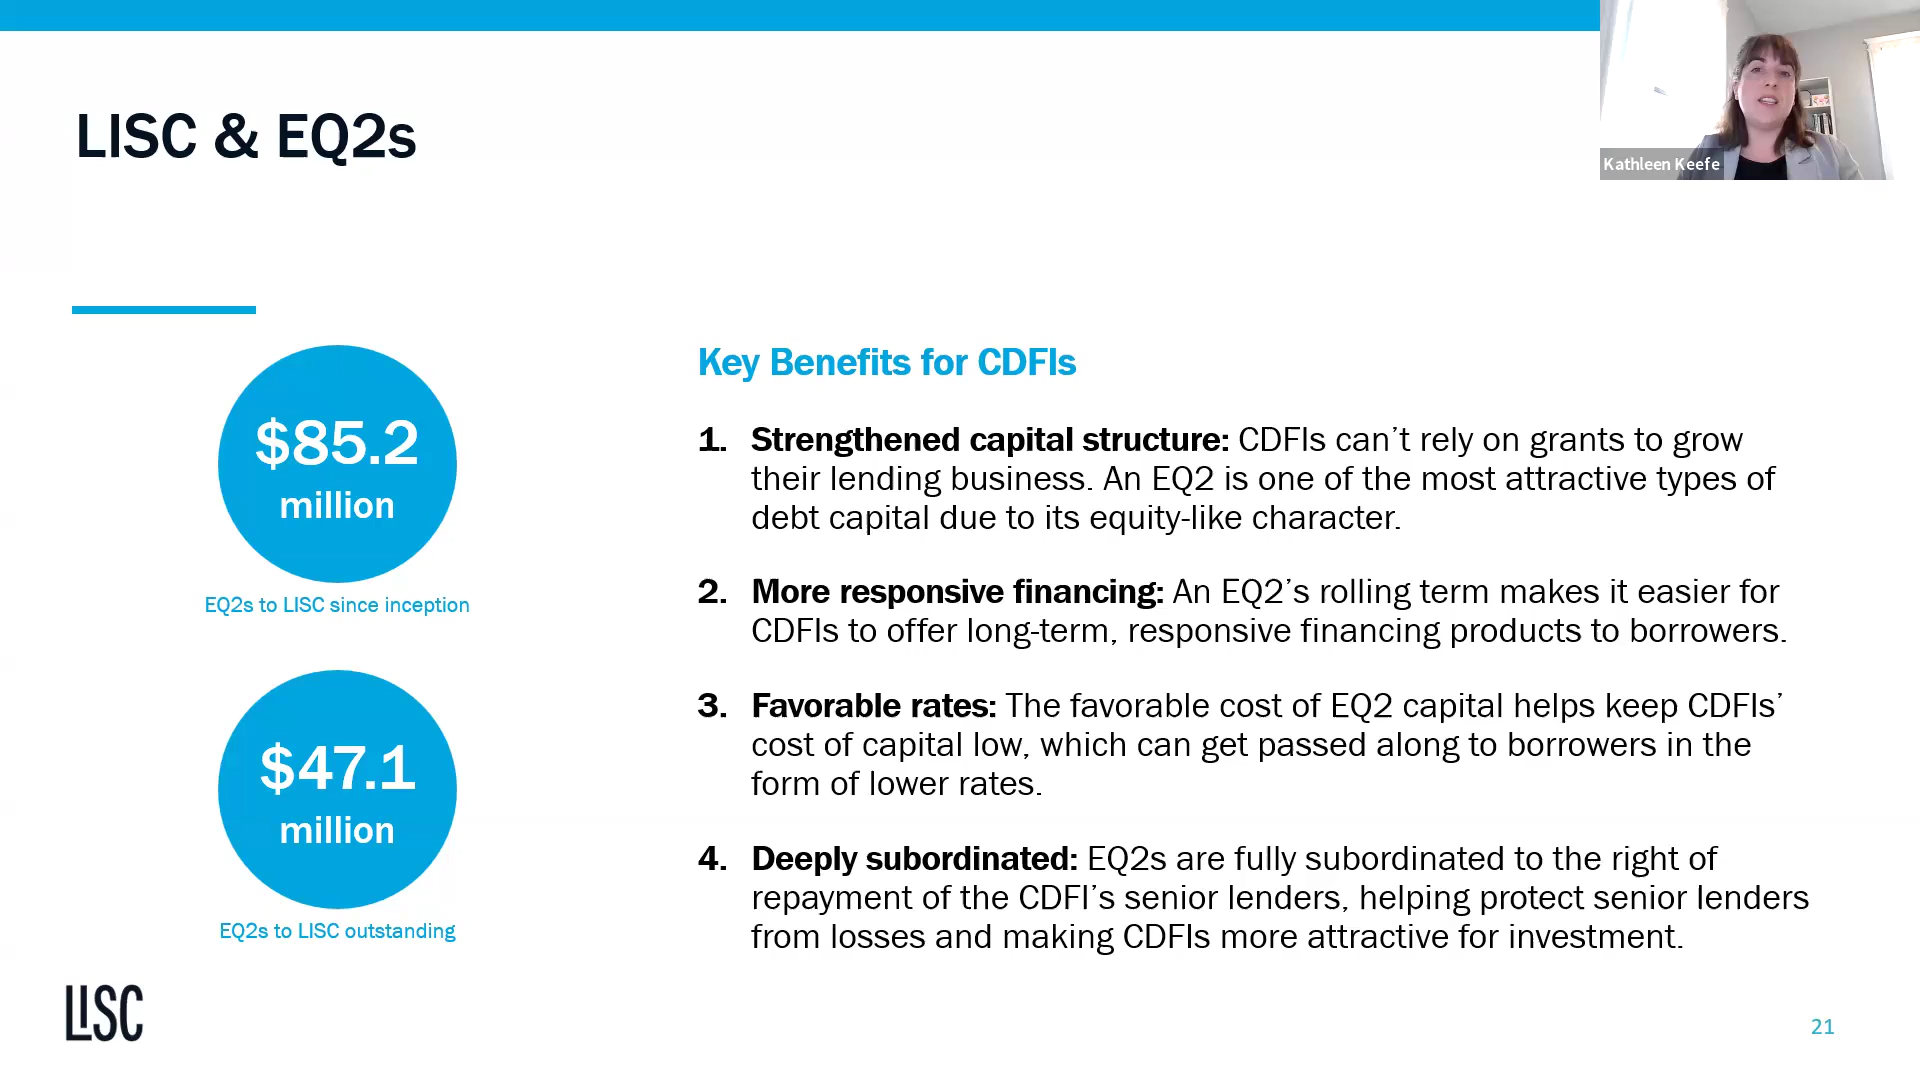 Kathleen Keefe
LISC & EQ2s
$85.2
million
EQ2s to LISC since inception
$47.1
million
EQ2s to LISC outstanding
Key Benefits for CDFIs
1. Strengthened capital structure: CDFIs can’t rely on grants to grow
their lending business. An EQ2 is one of the most attractive types of
debt capital due to its equity-like character.
2. More responsive financing: An EQ2’s rolling term makes it easier for
CDFIs to offer long-term, responsive financing products to borrowers.
3. Favorable rates: The favorable cost of EQ2 capital helps keep CDFIs’
cost of capital low, which can get passed along to borrowers in the
form of lower rates.
4. Deeply subordinated: EQ2s are fully subordinated to the right of
repayment of the CDFI’s senior lenders, helping protect senior lenders
from losses and making CDFIs more attractive for investment.
LISC
21